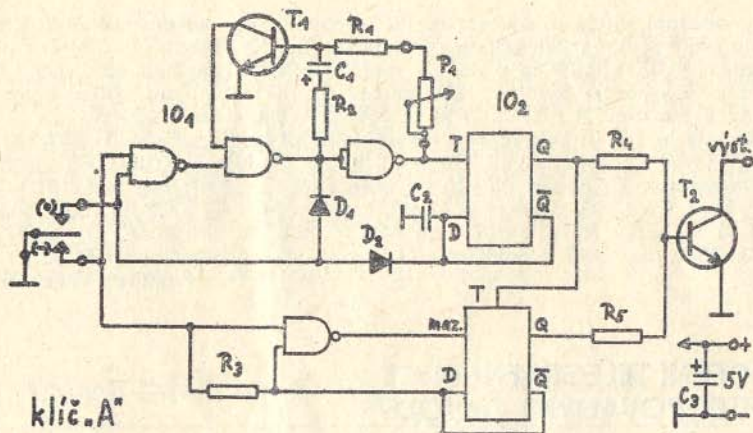 T1 R1
C1 P1
R2
IO1 IO2
T Q R4 výst.
(•) D1 C2 D Q̅ T2
(–) D2
T
maz. Q R5
R3 D Q̅ + 5V
C3
klíč „A“ –